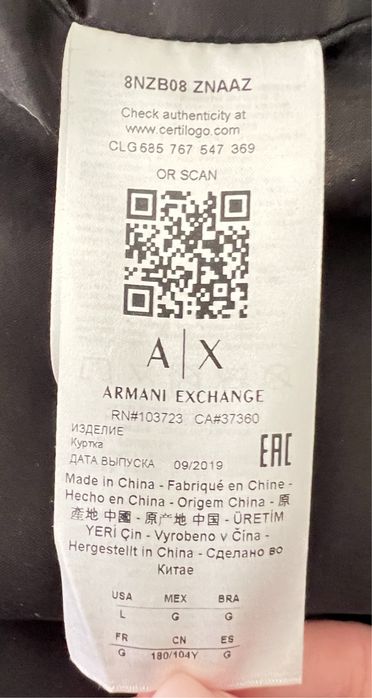 8NZB08 ZNAAZ
Check authenticity at
www.certilogo.com
CLG 685 767 547 369
OR SCAN
A|X
ARMANI EXCHANGE
RN#103723 CA#37360
ИЗДЕЛИЕ
Куртка
ДАТА ВЫПУСКА 09/2019
EAC
Made in China - Fabriqué en Chine -
Hecho en China - Origem China - 原
產地 中國 - 原产地 中国 - ÜRETİM
YERİ Çin - Vyrobeno v Čína -
Hergestellt in China - Сделано во
Китае
USA MEX BRA
L G G
FR CN ES
G 180/104Y G